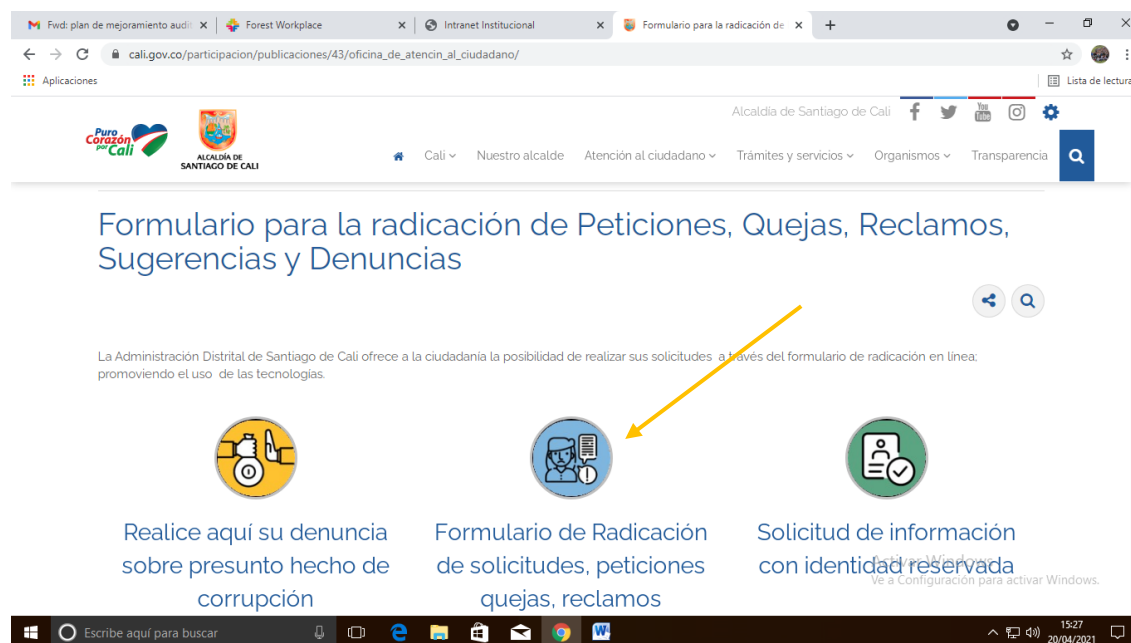 Fwd: plan de mejoramiento audit
Forest Workplace
Intranet Institucional
Formulario para la radicación de
cali.gov.co/participacion/publicaciones/43/oficina_de_atencin_al_ciudadano/
Aplicaciones
Lista de lectura
Puro
Corazón
por Cali
ALCALDÍA DE
SANTIAGO DE CALI
Alcaldía de Santiago de Cali
You
Tube
Cali
Nuestro alcalde
Atención al ciudadano
Trámites y servicios
Organismos
Transparencia
Formulario para la radicación de Peticiones, Quejas, Reclamos,
Sugerencias y Denuncias
La Administración Distrital de Santiago de Cali ofrece a la ciudadanía la posibilidad de realizar sus solicitudes a través del formulario de radicación en línea;
promoviendo el uso de las tecnologías.
Realice aquí su denuncia
sobre presunto hecho de
corrupción
Formulario de Radicación
de solicitudes, peticiones
quejas, reclamos
Solicitud de información
con identidad reservada
Activar Windows
Ve a Configuración para activar Windows.
Escribe aquí para buscar
15:27
20/04/2021